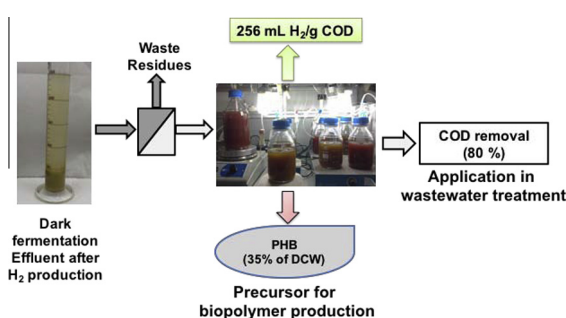 256 mL H₂/g COD
Waste
Residues
COD removal
(80 %)
Application in
wastewater treatment
Dark
fermentation
Effluent after
H₂ production
PHB
(35% of DCW)
Precursor for
biopolymer production